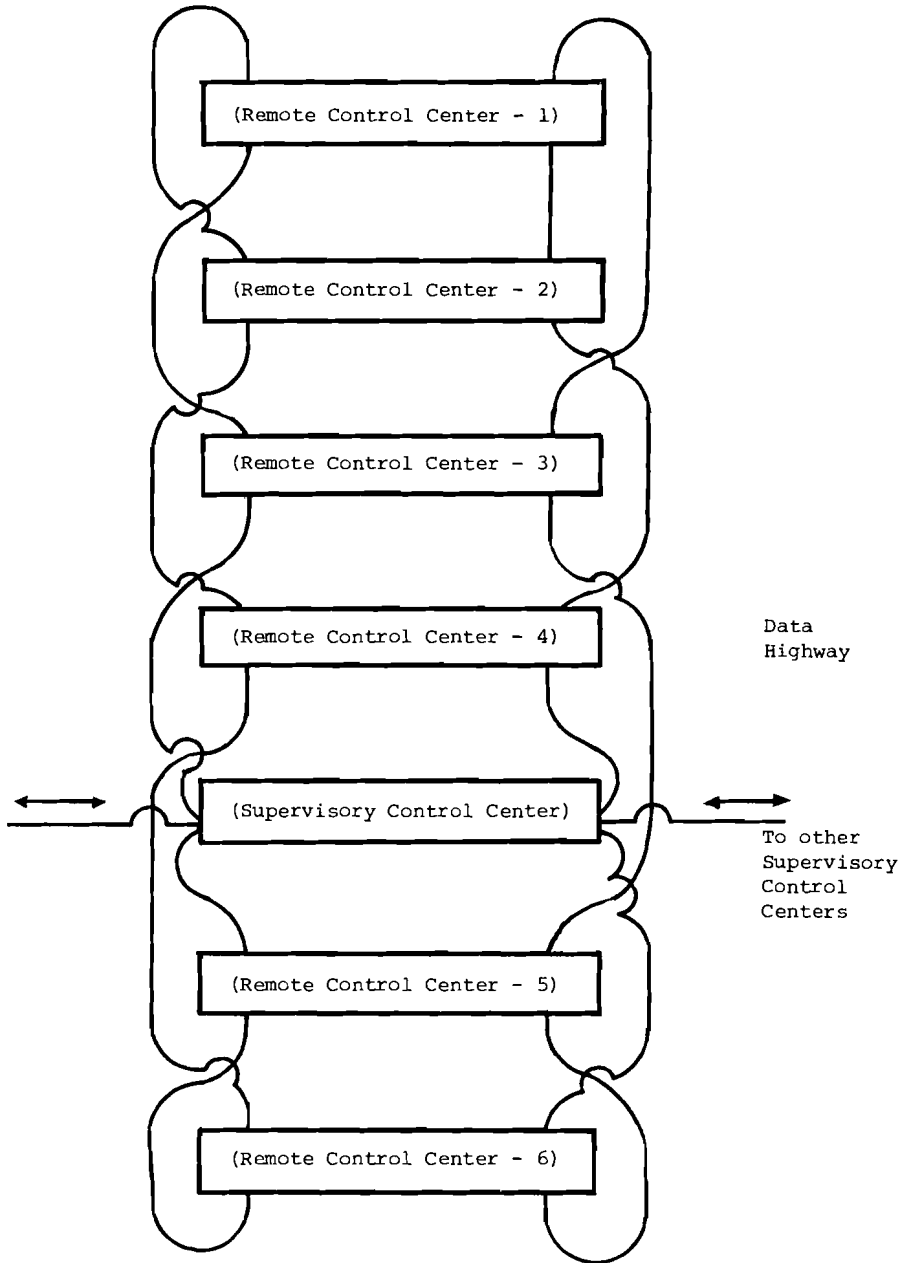 (Remote Control Center - 1)
(Remote Control Center - 2)
(Remote Control Center - 3)
(Remote Control Center - 4)
Data
Highway
(Supervisory Control Center)
To other
Supervisory
Control
Centers
(Remote Control Center - 5)
(Remote Control Center - 6)